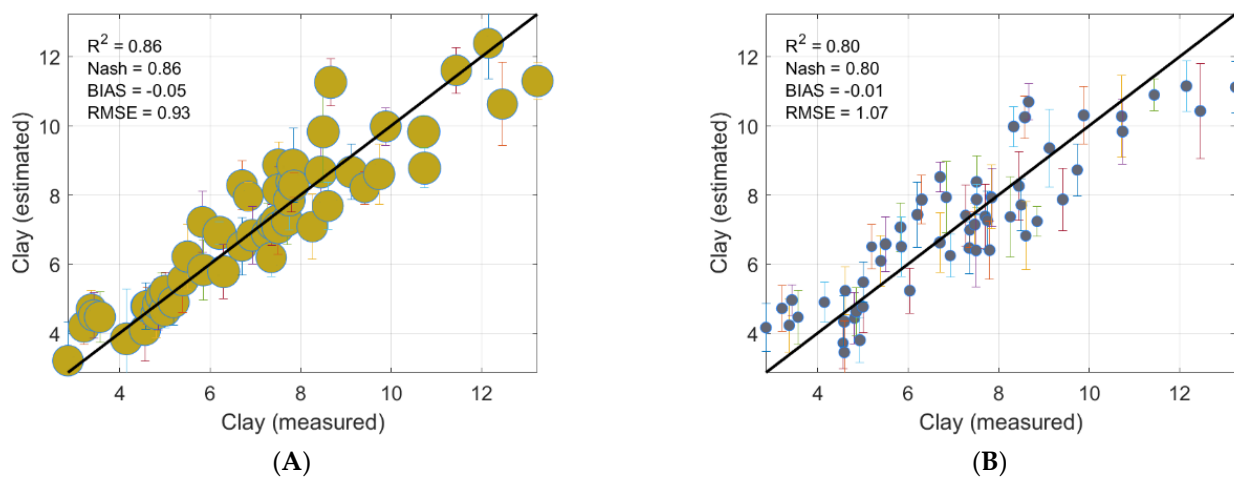 R² = 0.86
Nash = 0.86
BIAS = -0.05
RMSE = 0.93
12
10
8
6
4
Clay (estimated)
4 6 8 10 12
Clay (measured)
(A)
R² = 0.80
Nash = 0.80
BIAS = -0.01
RMSE = 1.07
12
10
8
6
4
Clay (estimated)
4 6 8 10 12
Clay (measured)
(B)